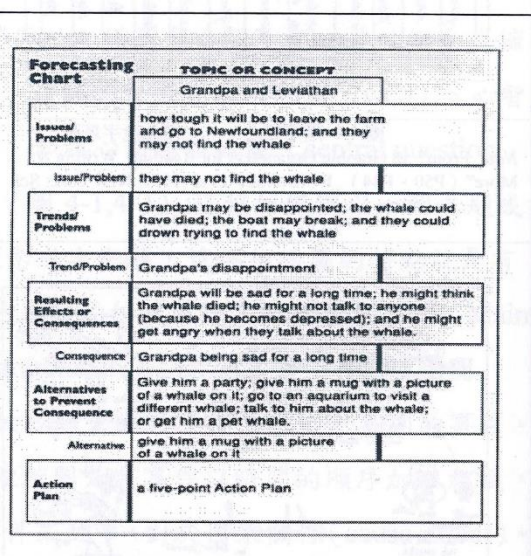 Forecasting
Chart
TOPIC OR CONCEPT
Grandpa and Leviathan
Issues/
Problems
how tough it will be to leave the farm
and go to Newfoundland; and they
may not find the whale
Issue/Problem
they may not find the whale
Trends/
Problems
Grandpa may be disappointed; the whale could
have died; the boat may break; and they could
drown trying to find the whale
Trend/Problem
Grandpa's disappointment
Resulting
Effects or
Consequences
Grandpa will be sad for a long time; he might think
the whale died; he might not talk to anyone
(because he becomes depressed); and he might
get angry when they talk about the whale.
Consequence
Grandpa being sad for a long time
Alternatives
to Prevent
Consequence
Give him a party; give him a mug with a picture
of a whale on it; go to an aquarium to visit a
different whale; talk to him about the whale;
or get him a pet whale.
Alternative
give him a mug with a picture
of a whale on it
Action
Plan
a five-point Action Plan